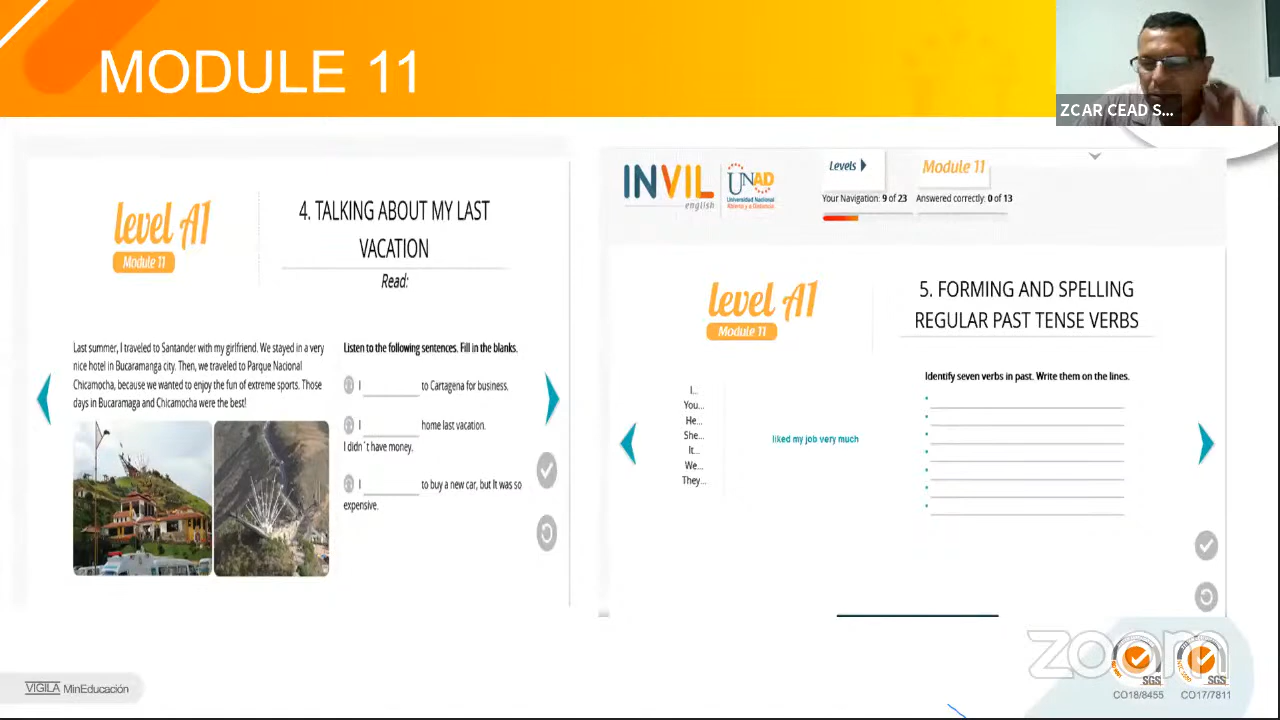 MODULE 11
ZCAR CEAD S...
level A1
Module 11
4. TALKING ABOUT MY LAST
VACATION
Read:
Last summer, I traveled to Santander with my girlfriend. We stayed in a very
nice hotel in Bucaramanga city. Then, we traveled to Parque Nacional
Chicamocha, because we wanted to enjoy the fun of extreme sports. Those
days in Bucaramaga and Chicamocha were the best!
Listen to the following sentences. Fill in the blanks.
I __________ to Cartagena for business.
I __________ home last vacation.
I didn´t have money.
I __________ to buy a new car, but It was so
expensive.
INVIL
english
UNAD
Universidad Nacional
Abierta y a Distancia
Levels
Module 11
Your Navigation: 9 of 23
Answered correctly: 0 of 13
level A1
Module 11
5. FORMING AND SPELLING
REGULAR PAST TENSE VERBS
I...
You...
He...
She...
It...
We...
They...
liked my job very much
Identify seven verbs in past. Write them on the lines.
zoom
SGS
SGS
CO18/8455
CO17/7811
VIGILA MinEducación